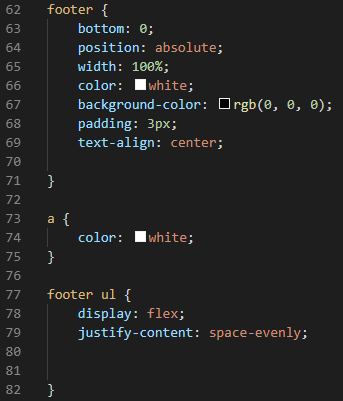 62 footer {
63 bottom: 0;
64 position: absolute;
65 width: 100%;
66 color: white;
67 background-color: rgb(0, 0, 0);
68 padding: 3px;
69 text-align: center;
70
71 }
72
73 a {
74 color: white;
75 }
76
77 footer ul {
78 display: flex;
79 justify-content: space-evenly;
80
81
82 }